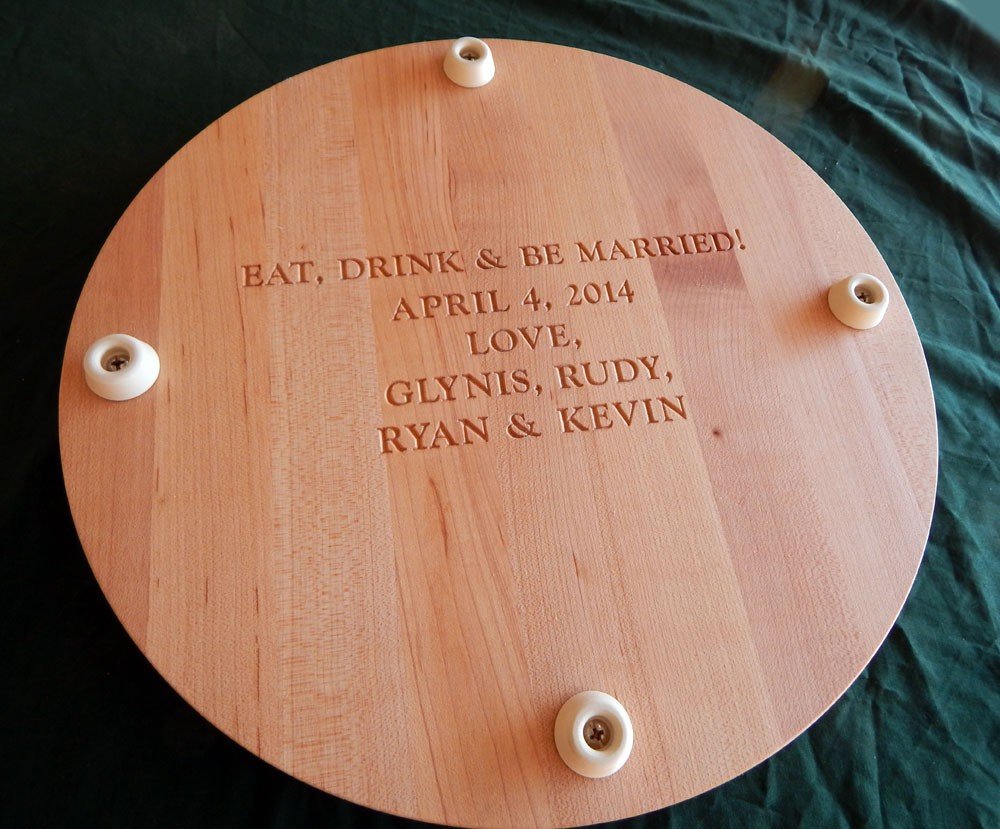 EAT, DRINK & BE MARRIED!
APRIL 4, 2014
LOVE,
GLYNIS, RUDY,
RYAN & KEVIN